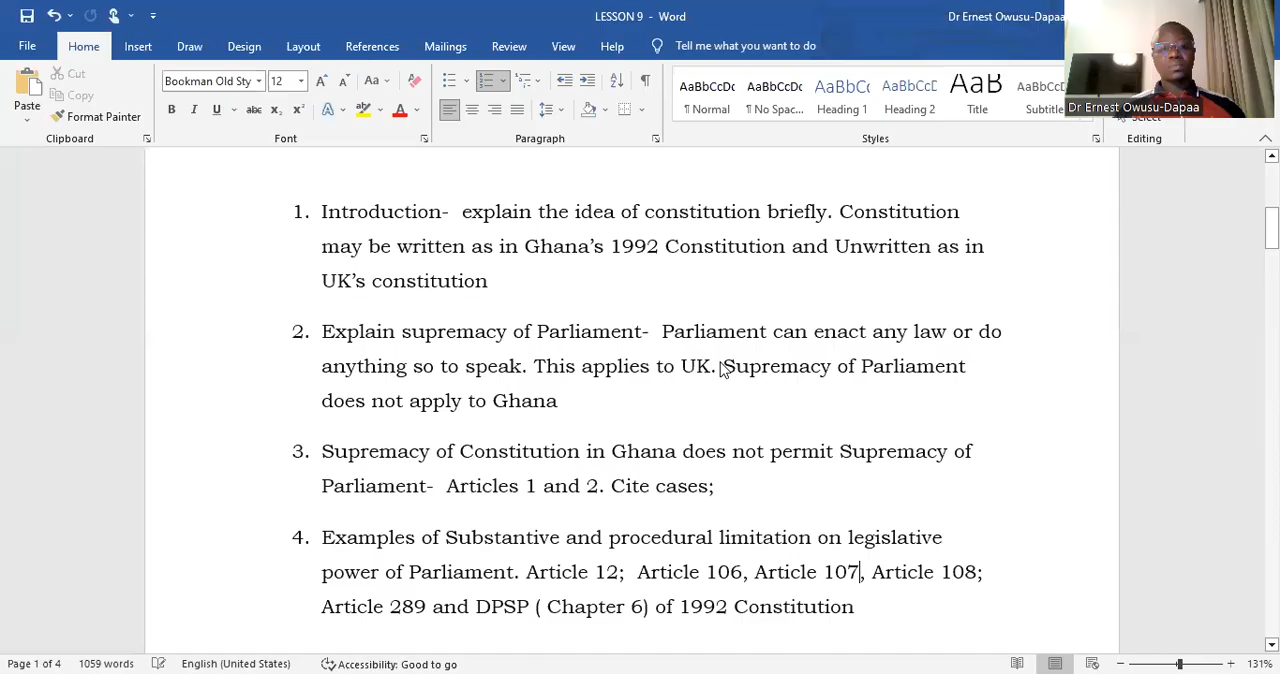 LESSON 9 - Word
Dr Ernest Owusu-Dapaa
File Home Insert Draw Design Layout References Mailings Review View Help Tell me what you want to do
Paste
Cut
Copy
Format Painter
Clipboard
Bookman Old Sty 12
Font
Paragraph
AaBbCcDc AaBbCcDc AaBbCc AaBbCcD AaB AaBbCc
¶ Normal ¶ No Spac... Heading 1 Heading 2 Title Subtitle
Styles
Dr Ernest Owusu-Dapaa
Select
Editing
1. Introduction- explain the idea of constitution briefly. Constitution
may be written as in Ghana’s 1992 Constitution and Unwritten as in
UK’s constitution
2. Explain supremacy of Parliament- Parliament can enact any law or do
anything so to speak. This applies to UK. Supremacy of Parliament
does not apply to Ghana
3. Supremacy of Constitution in Ghana does not permit Supremacy of
Parliament- Articles 1 and 2. Cite cases;
4. Examples of Substantive and procedural limitation on legislative
power of Parliament. Article 12; Article 106, Article 107, Article 108;
Article 289 and DPSP ( Chapter 6) of 1992 Constitution
Page 1 of 4 1059 words English (United States) Accessibility: Good to go 131%